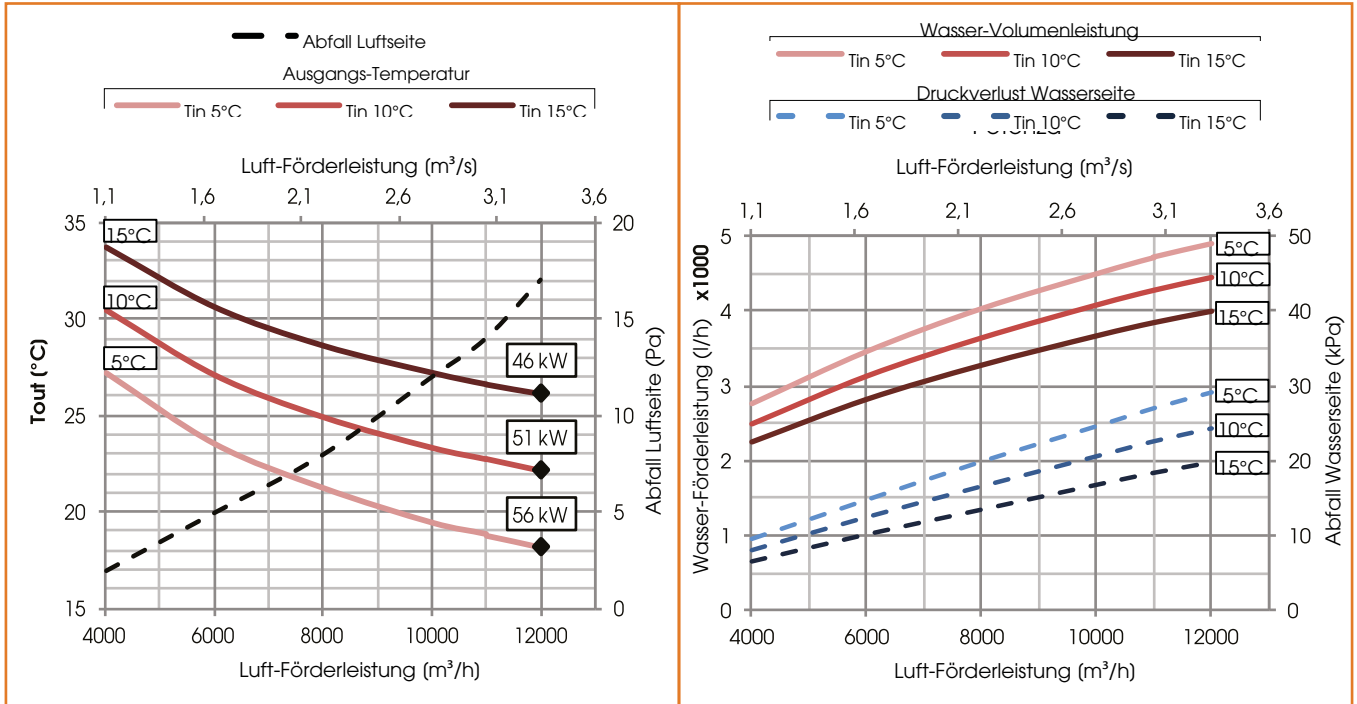 Abfall Luftseite
Ausgangs-Temperatur
Tin 5°C Tin 10°C Tin 15°C
Luft-Förderleistung (m³/s)
1,1 1,6 2,1 2,6 3,1 3,6
35
30
25
20
15
Tout (°C)
15°C
10°C
5°C
46 kW
51 kW
56 kW
20
15
10
5
0
Abfall Luftseite (Pa)
4000 6000 8000 10000 12000
Luft-Förderleistung (m³/h)
Wasser-Volumenleistung
Tin 5°C Tin 10°C Tin 15°C
Druckverlust Wasserseite
Tin 5°C Tin 10°C Tin 15°C
Luft-Förderleistung (m³/s)
1,1 1,6 2,1 2,6 3,1 3,6
5
4
3
2
1
0
Wasser-Förderleistung (l/h) x1000
5°C
10°C
15°C
5°C
10°C
15°C
50
40
30
20
10
0
Abfall Wasserseite (kPa)
4000 6000 8000 10000 12000
Luft-Förderleistung (m³/h)